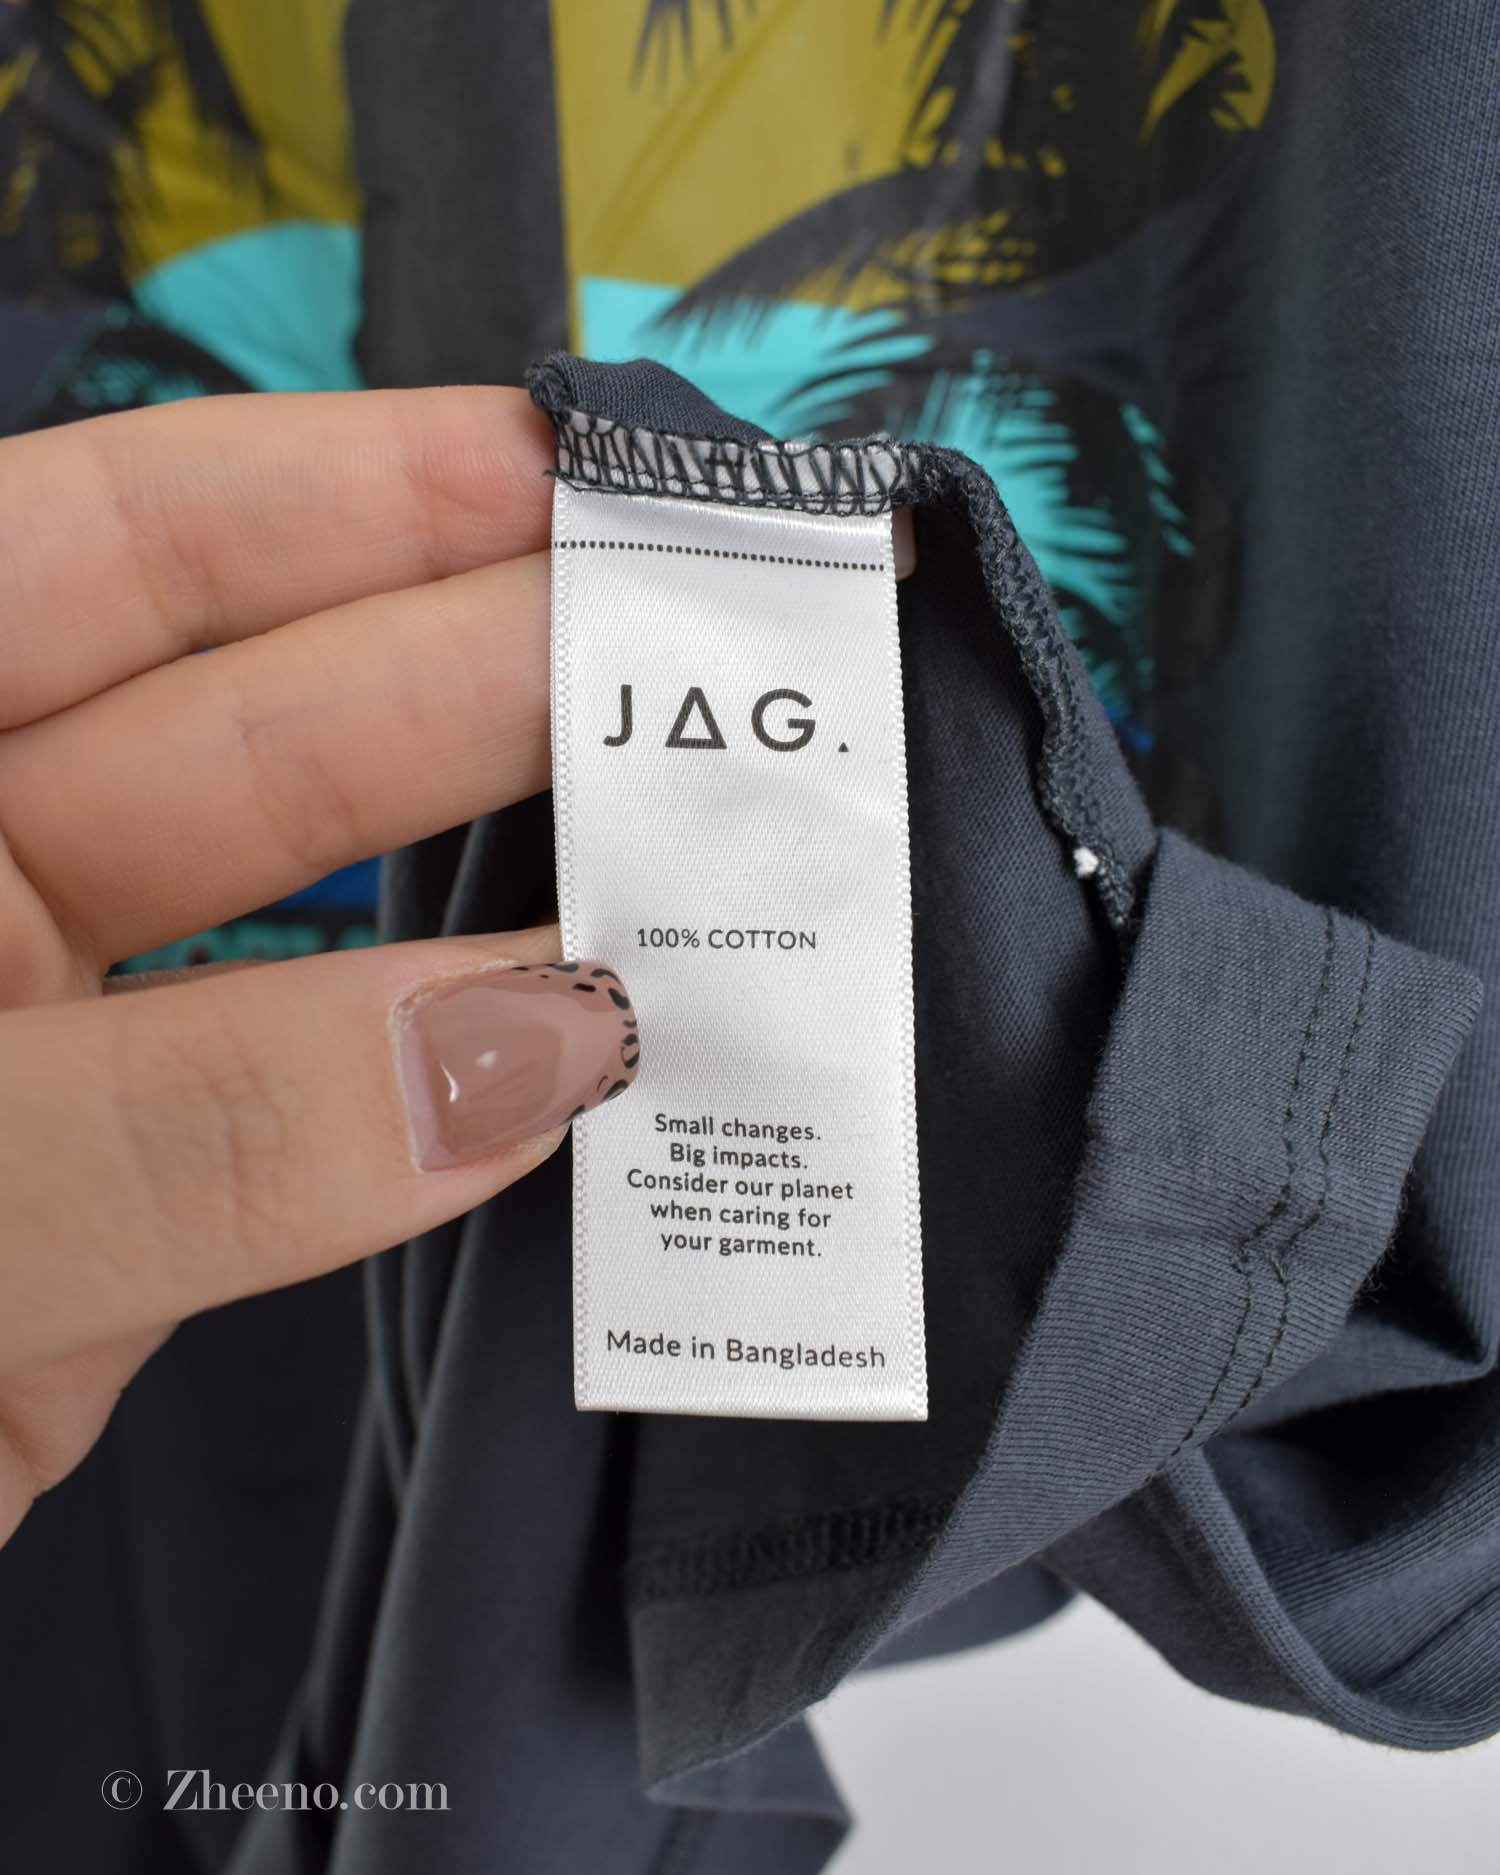 JAG.
100% COTTON
Small changes.
Big impacts.
Consider our planet
when caring for
your garment.
Made in Bangladesh
© Zheeno.com